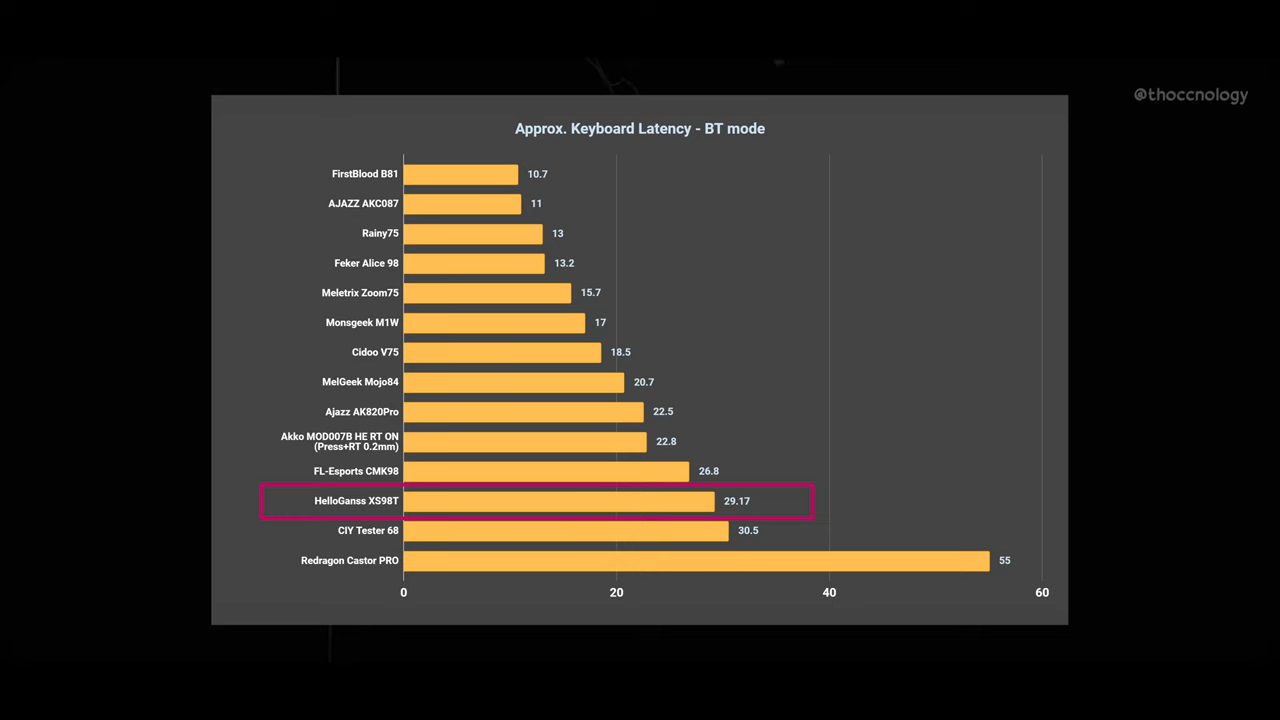 @thoccnology
Approx. Keyboard Latency - BT mode
FirstBlood B81 10.7
AJAZZ AKC087 11
Rainy75 13
Feker Alice 98 13.2
Meletrix Zoom75 15.7
Monsgeek M1W 17
Cidoo V75 18.5
MelGeek Mojo84 20.7
Ajazz AK820Pro 22.5
Akko MOD007B HE RT ON
(Press+RT 0.2mm) 22.8
FL-Esports CMK98 26.8
HelloGanss XS98T 29.17
CIY Tester 68 30.5
Redragon Castor PRO 55
0 20 40 60